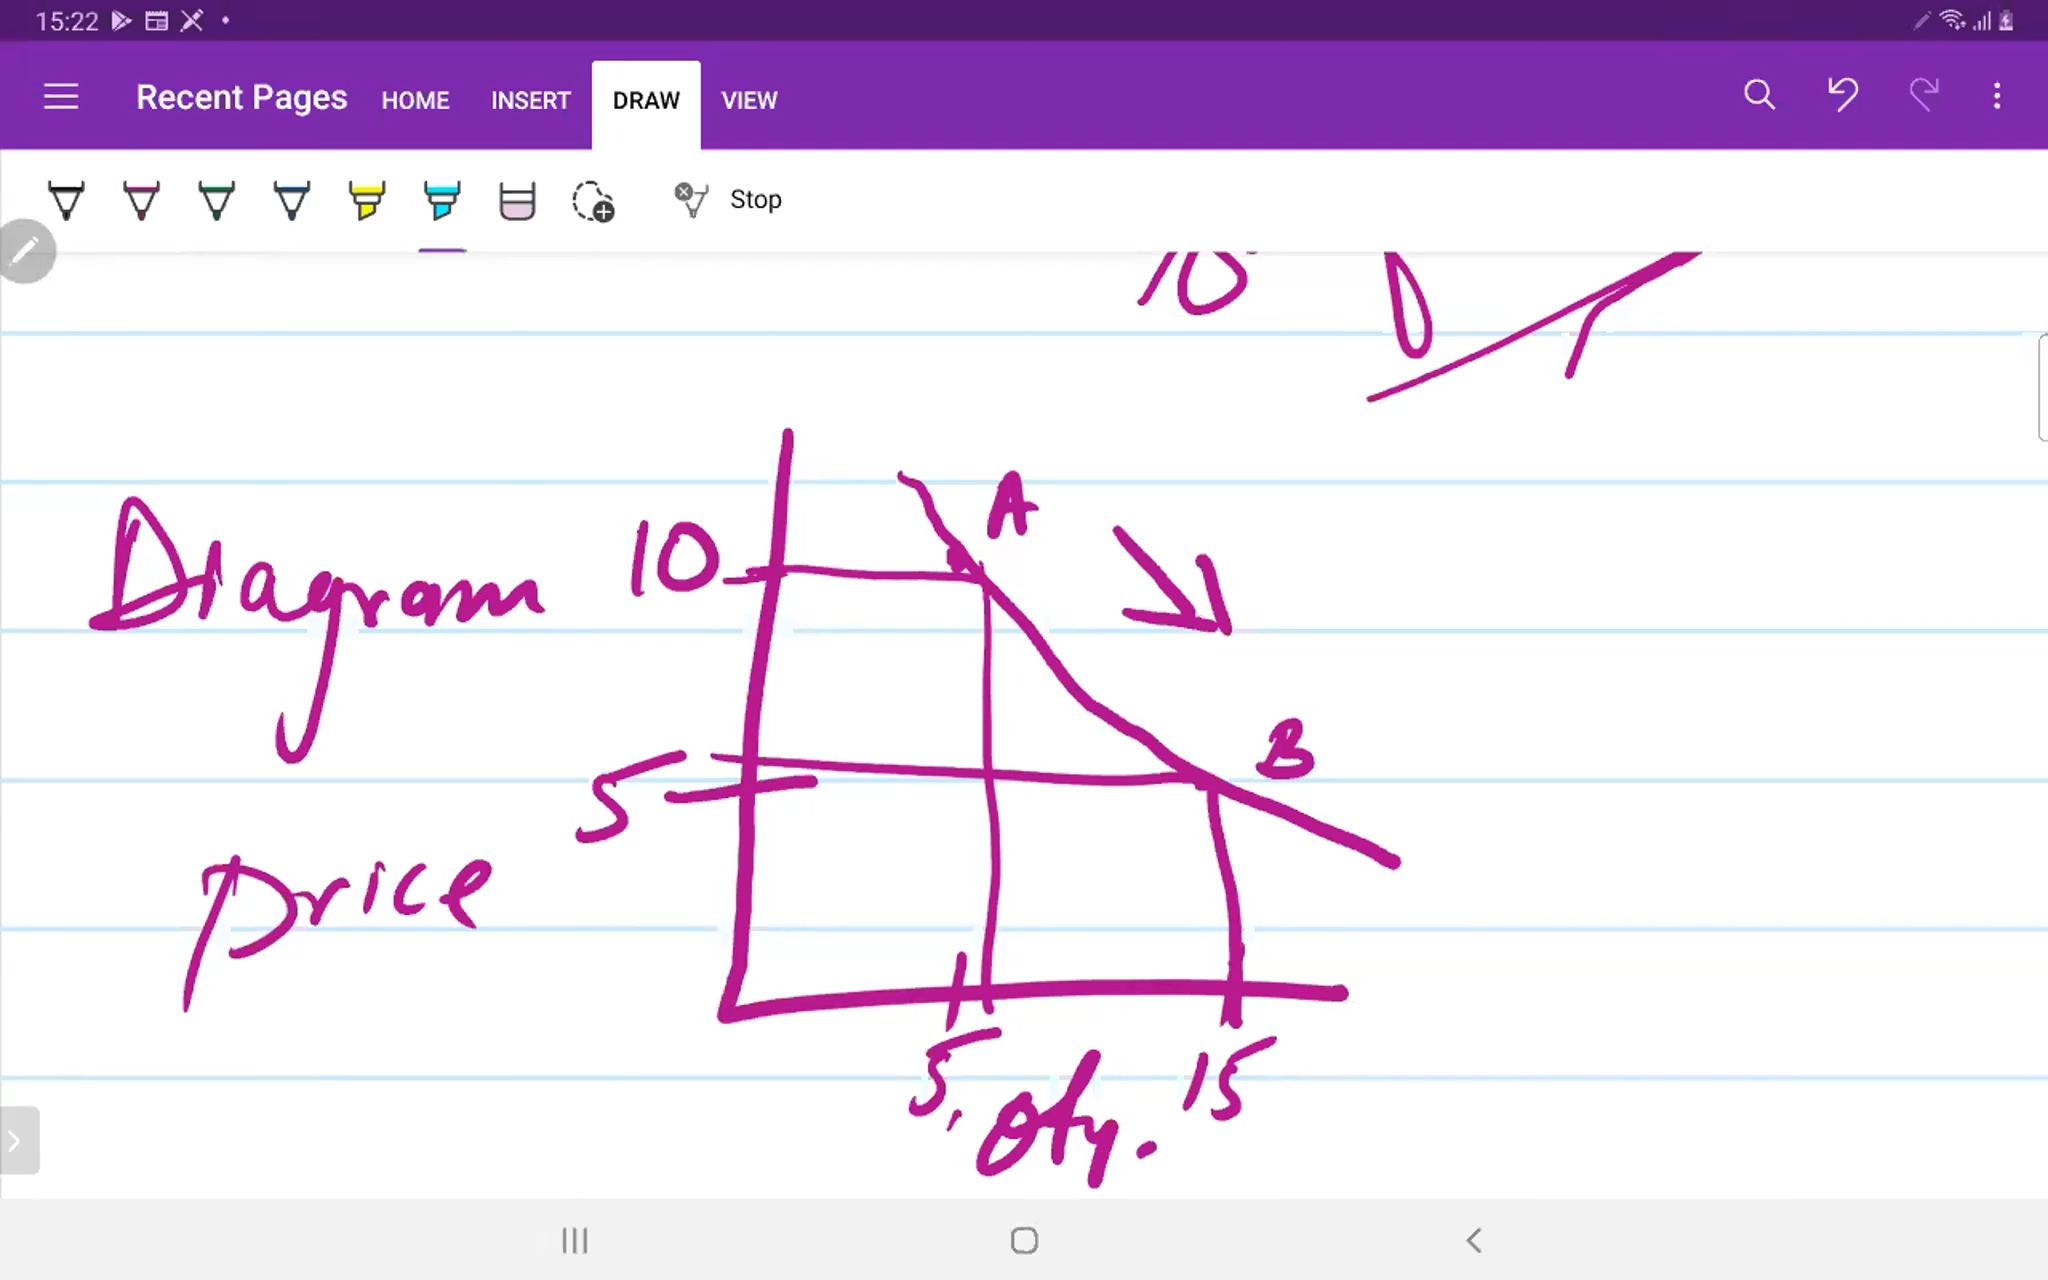 15:22
Recent Pages HOME INSERT DRAW VIEW
Stop
10
A
Diagram 10
B
5
Price
5, Qty. 15